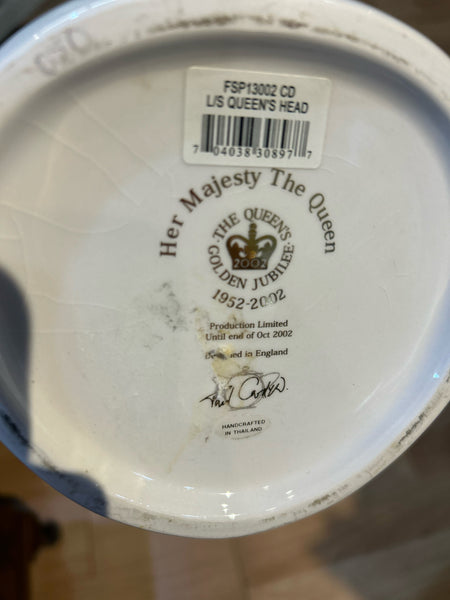 FSP13002 CD
L/S QUEEN'S HEAD
7 04038 30897 7
Her Majesty The Queen
·THE QUEEN'S·
GOLDEN JUBILEE
2002
1952-2002
Production Limited
Until end of Oct 2002
in England
HANDCRAFTED
IN THAILAND